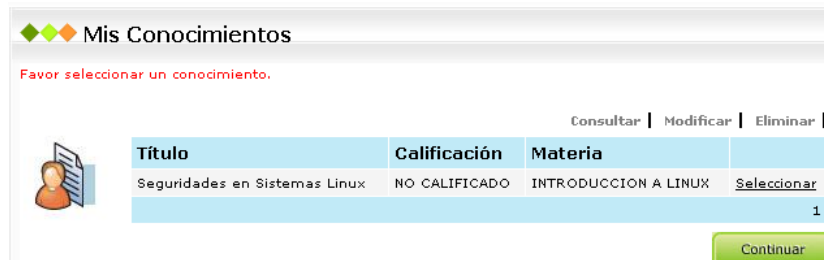 Mis Conocimientos
Favor seleccionar un conocimiento.
Consultar | Modificar | Eliminar |
Título Calificación Materia
Seguridades en Sistemas Linux NO CALIFICADO INTRODUCCION A LINUX Seleccionar
1
Continuar